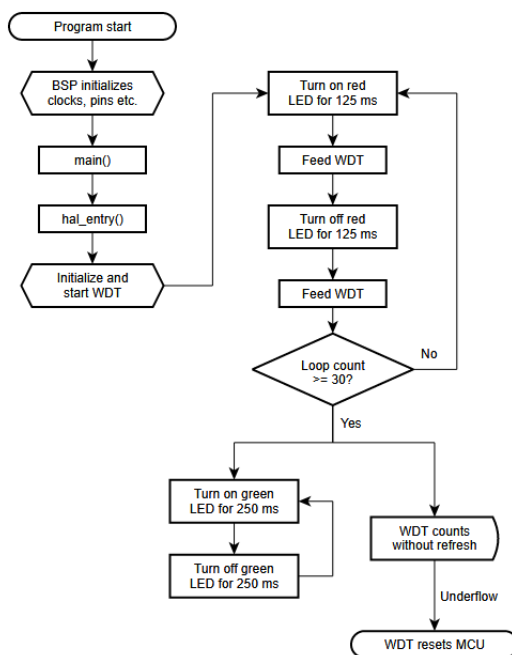 Program start
BSP initializes
clocks, pins etc.
main()
hal_entry()
Initialize and
start WDT
Turn on red
LED for 125 ms
Feed WDT
Turn off red
LED for 125 ms
Feed WDT
Loop count
>= 30?
No
Yes
Turn on green
LED for 250 ms
Turn off green
LED for 250 ms
WDT counts
without refresh
Underflow
WDT resets MCU